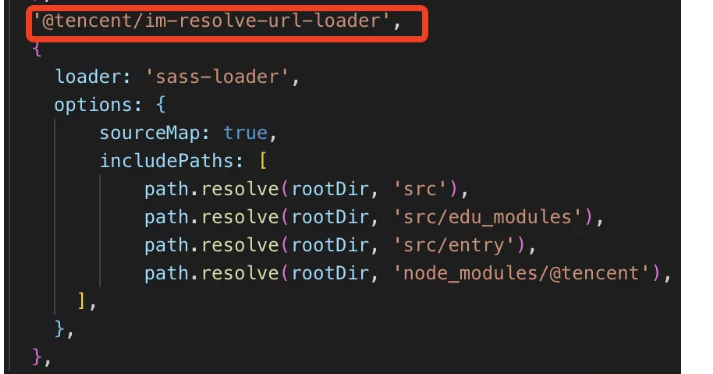 },
'@tencent/im-resolve-url-loader',
{
loader: 'sass-loader',
options: {
sourceMap: true,
includePaths: [
path.resolve(rootDir, 'src'),
path.resolve(rootDir, 'src/edu_modules'),
path.resolve(rootDir, 'src/entry'),
path.resolve(rootDir, 'node_modules/@tencent'),
],
},
},